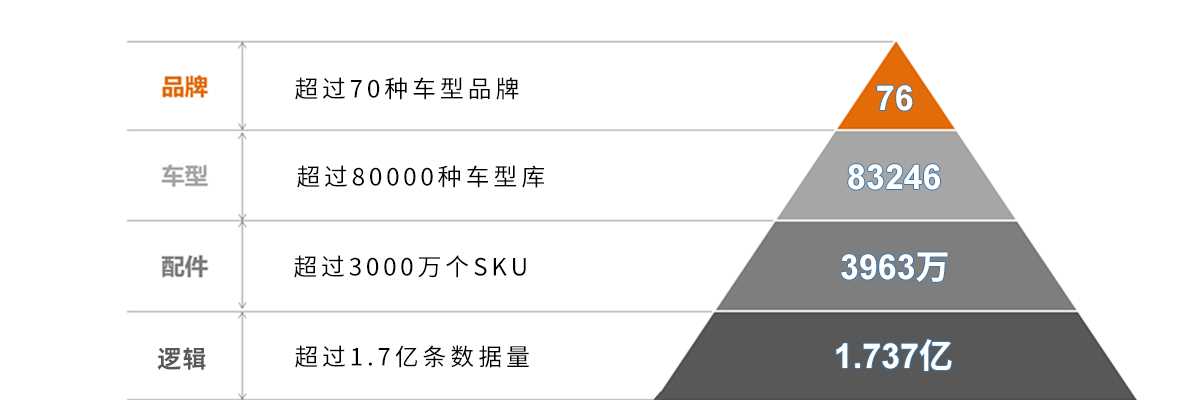 品牌
超过70种车型品牌
76
车型
超过80000种车型库
83246
配件
超过3000万个SKU
3963万
逻辑
超过1.7亿条数据量
1.737亿